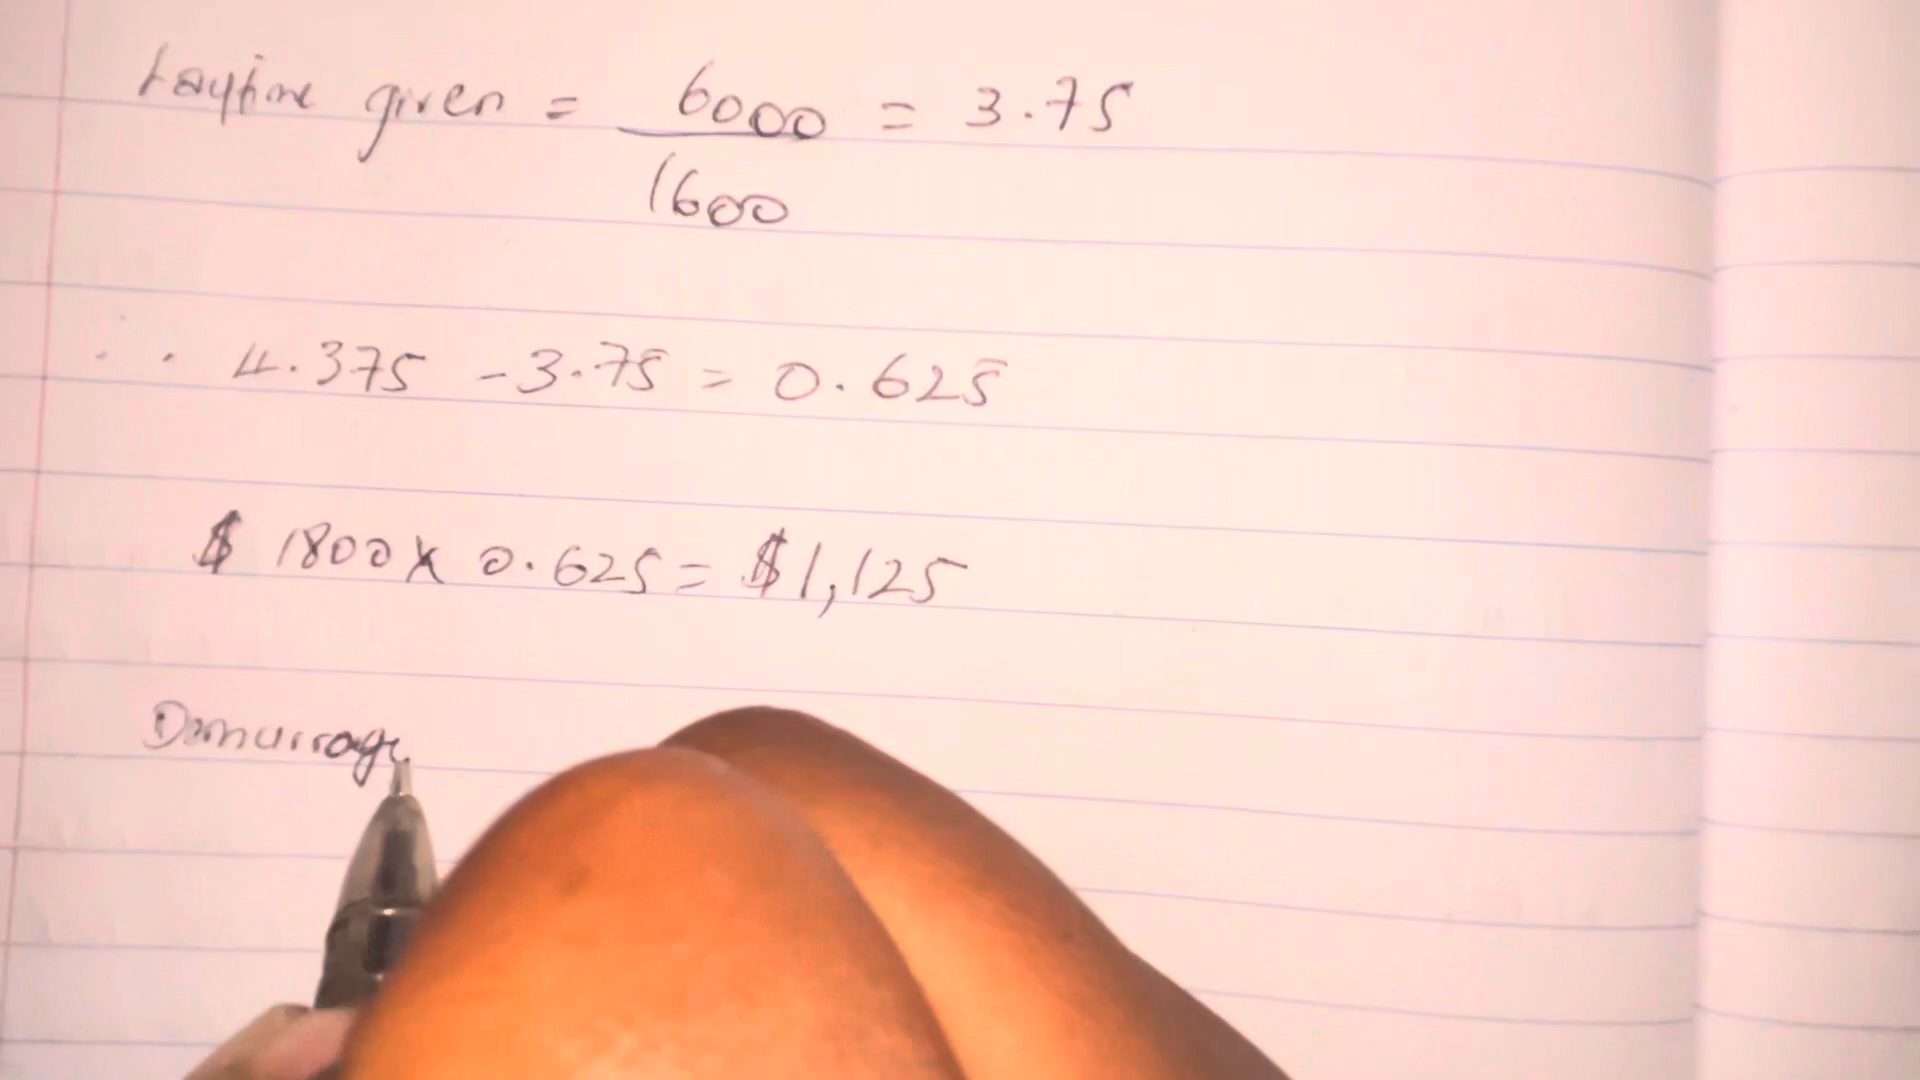 Laytime given = 6000 = 3.75
1600
∴ 4.375 - 3.75 = 0.625
$ 1800 x 0.625 = $1,125
Demurrage